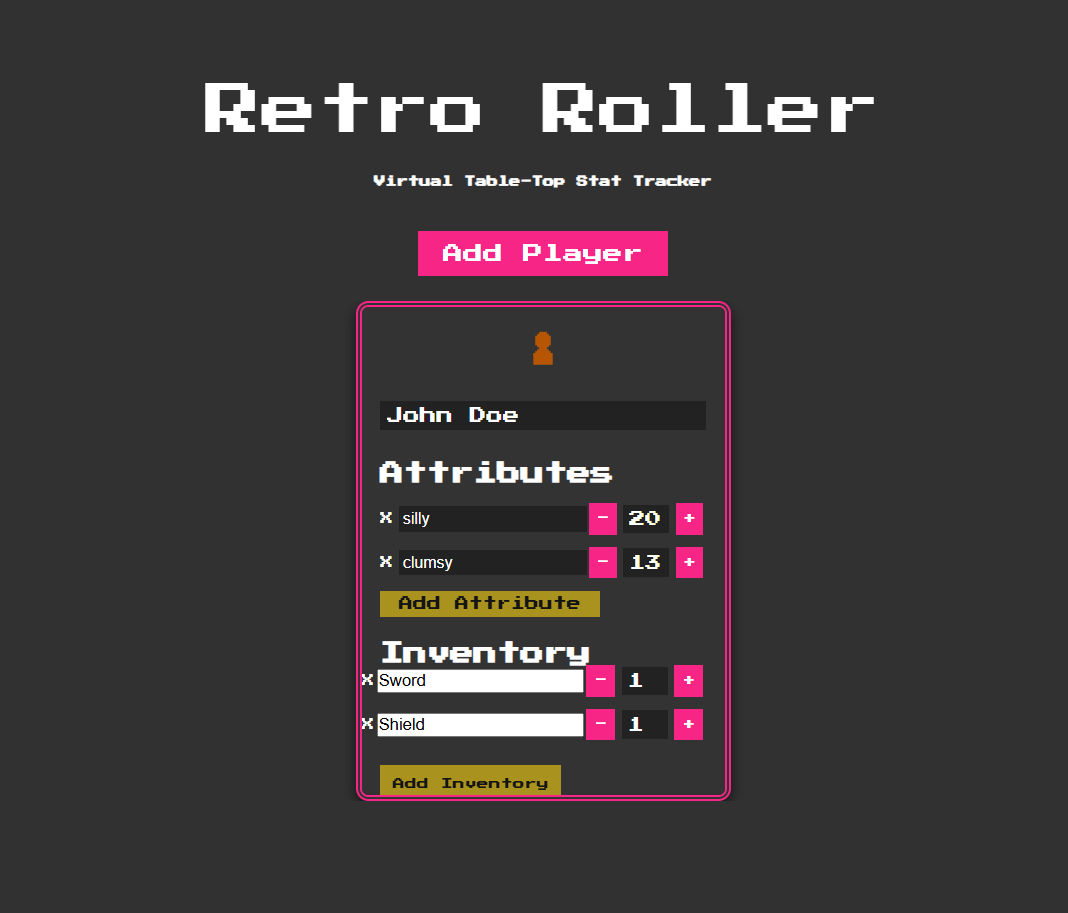 Retro Roller
Virtual Table-Top Stat Tracker
Add Player
John Doe
Attributes
x silly - 20 +
x clumsy - 13 +
Add Attribute
Inventory
x Sword - 1 +
x Shield - 1 +
Add Inventory